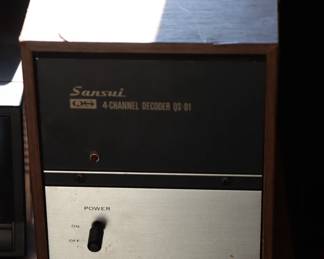 Sansui
QS 4-CHANNEL DECODER QS-01
POWER
ON
OFF